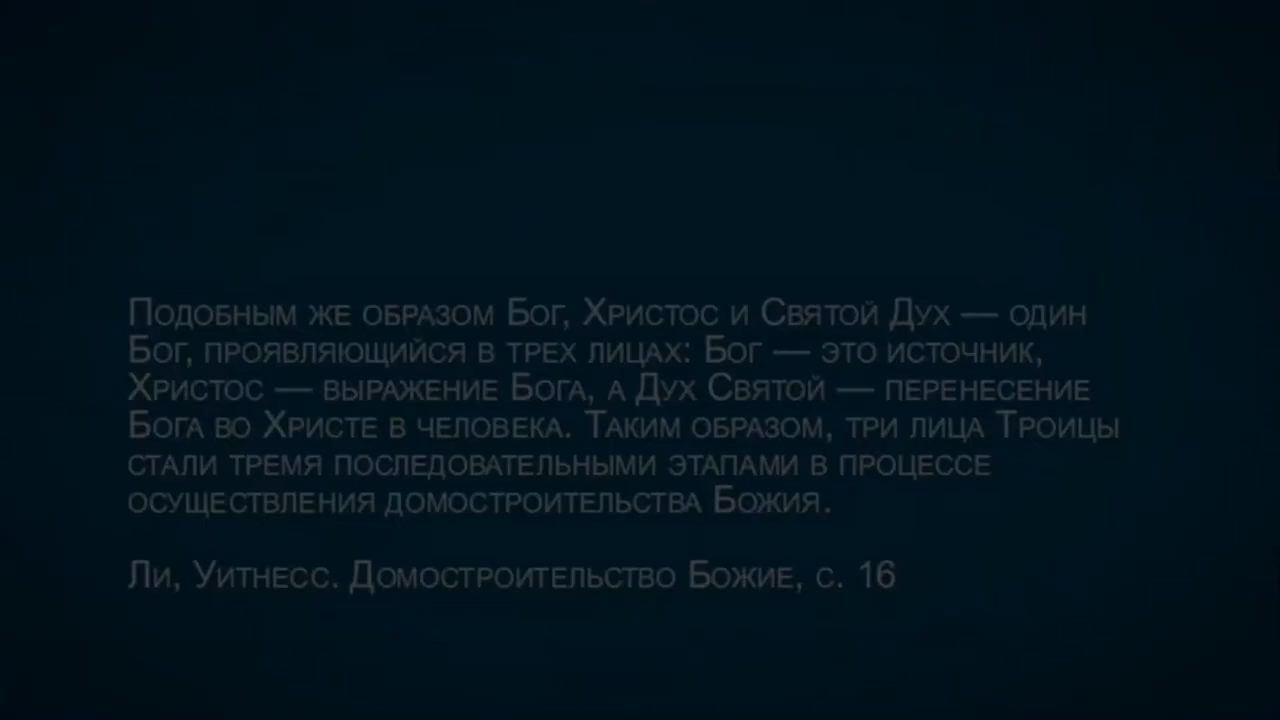 Подобным же образом Бог, Христос и Святой Дух — один
Бог, проявляющийся в трех лицах: Бог — это источник,
Христос — выражение Бога, а Дух Святой — перенесение
Бога во Христе в человека. Таким образом, три лица Троицы
стали тремя последовательными этапами в процессе
осуществления домостроительства Божия.
Ли, Уитнесс. Домостроительство Божие, с. 16